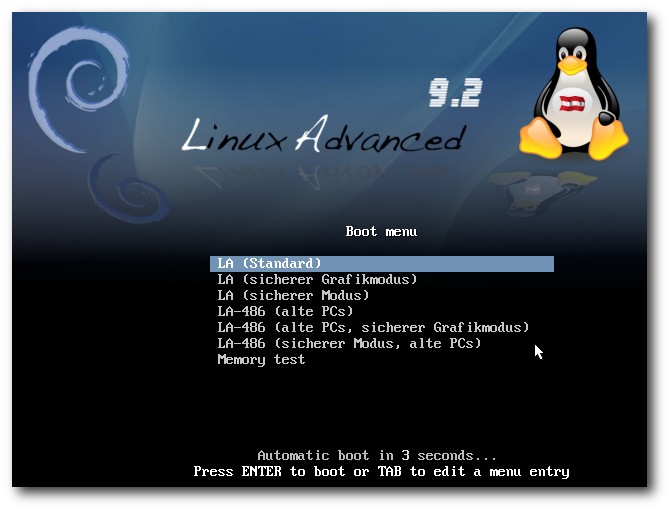 9.2
Linux Advanced
Boot menu
LA (Standard)
LA (sicherer Grafikmodus)
LA (sicherer Modus)
LA-486 (alte PCs)
LA-486 (alte PCs, sicherer Grafikmodus)
LA-486 (sicherer Modus, alte PCs)
Memory test
Automatic boot in 3 seconds...
Press ENTER to boot or TAB to edit a menu entry